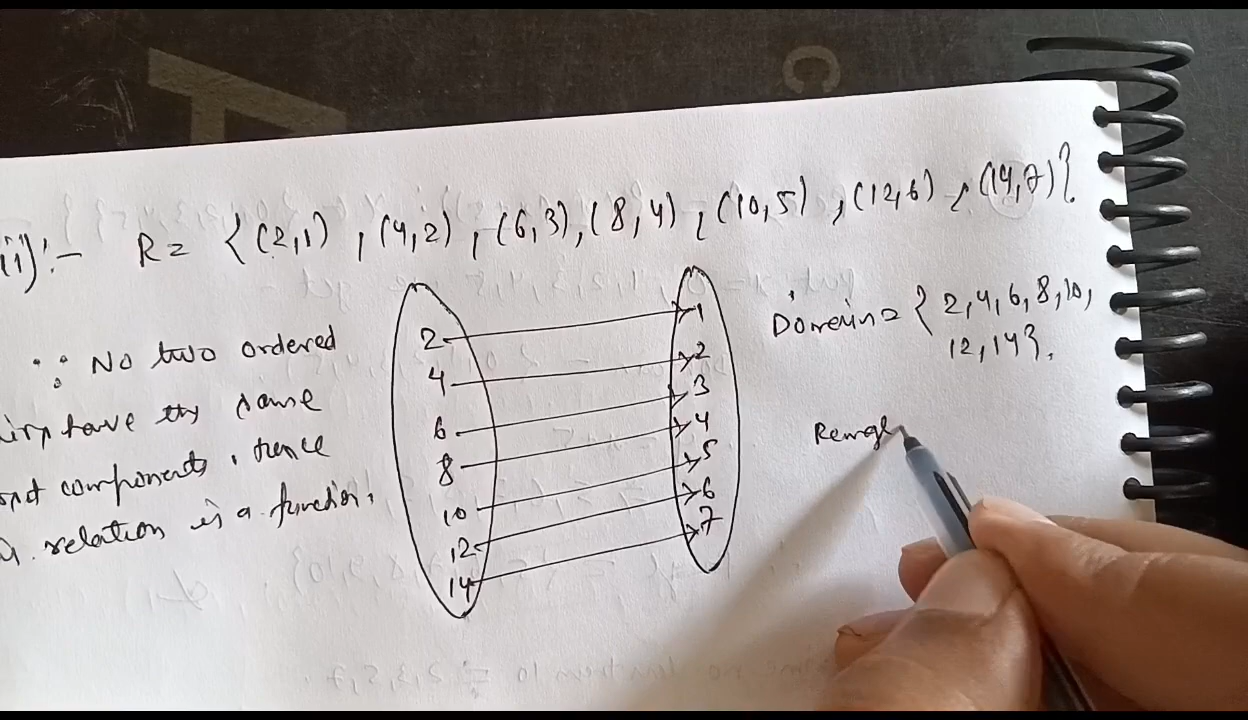 ii):- R = {(2,1), (4,2), (6,3), (8,4), (10,5), (12,6), (14,7)}.
∵ No two ordered
have the same
components, hence
relation is a function.
2
4
6
8
10
12
14
1
2
3
4
5
6
7
Domain = { 2, 4, 6, 8, 10,
12, 14}.
Range